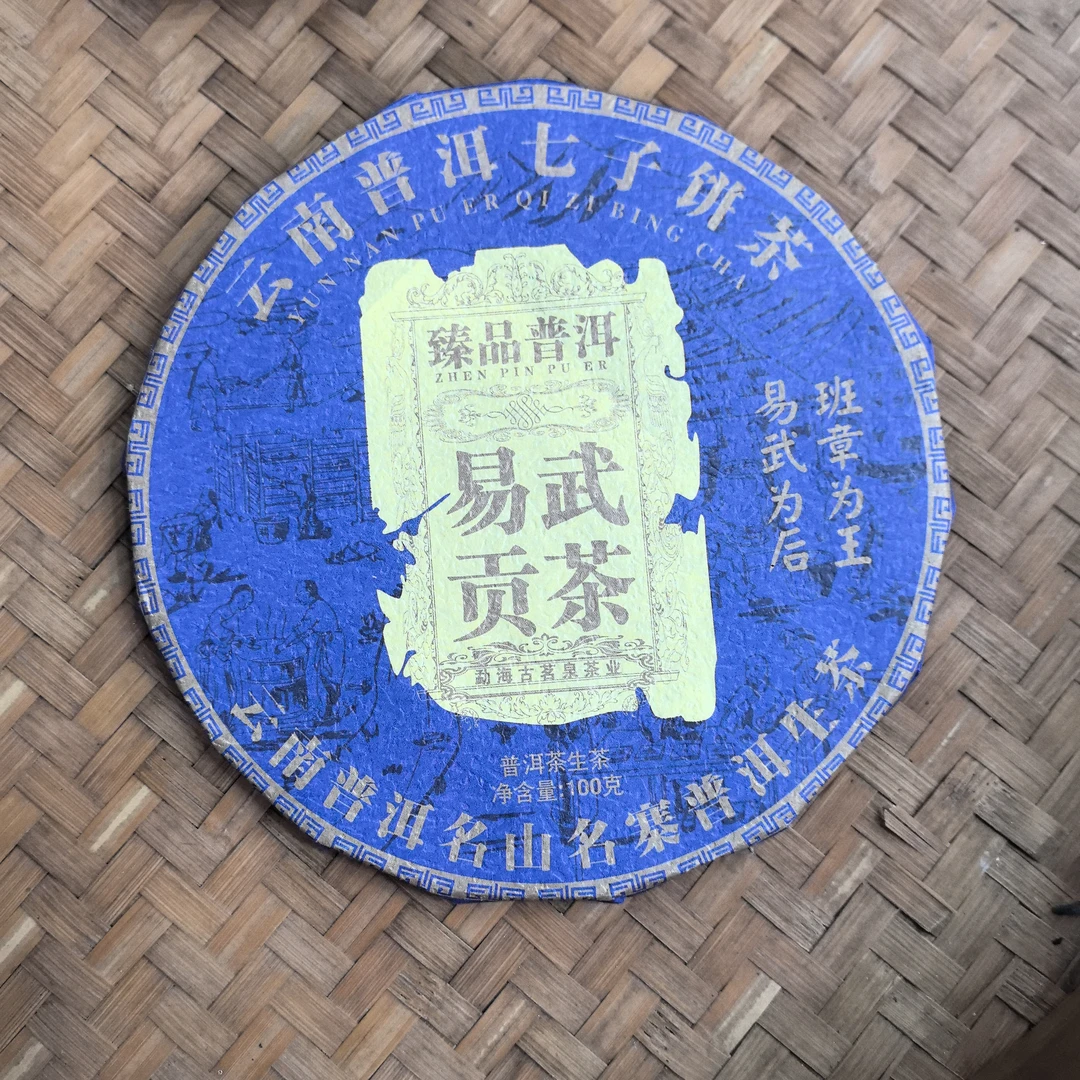 云南普洱七子饼茶
YUN NAN PU ER QI ZI BING CHA
臻品普洱
ZHEN PIN PU ER
易武
贡茶
勐海古茗泉茶业
班章为王
易武为后
普洱茶生茶
净含量:100克
云南普洱名山名寨普洱生茶